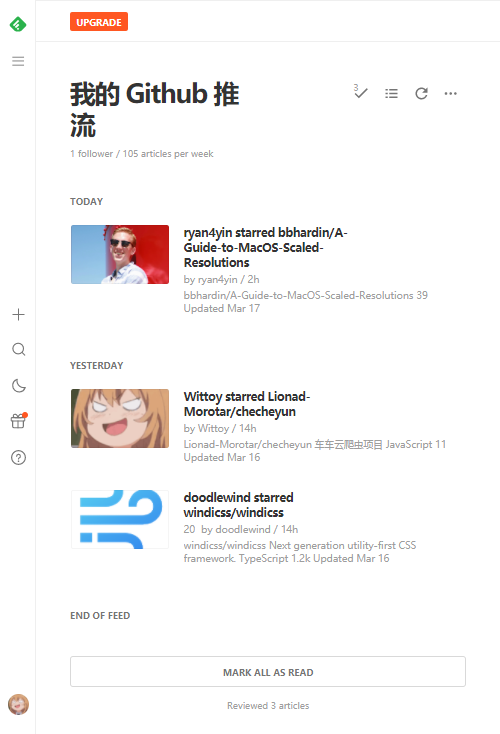 UPGRADE
我的 Github 推
流
3
1 follower / 105 articles per week
TODAY
ryan4yin starred bbhardin/A-
Guide-to-MacOS-Scaled-
Resolutions
by ryan4yin / 2h
bbhardin/A-Guide-to-MacOS-Scaled-Resolutions 39
Updated Mar 17
YESTERDAY
Wittoy starred Lionad-
Morotar/checheyun
by Wittoy / 14h
Lionad-Morotar/checheyun 车车云爬虫项目 JavaScript 11
Updated Mar 16
doodlewind starred
windicss/windicss
20 by doodlewind / 14h
windicss/windicss Next generation utility-first CSS
framework. TypeScript 1.2k Updated Mar 16
END OF FEED
MARK ALL AS READ
Reviewed 3 articles